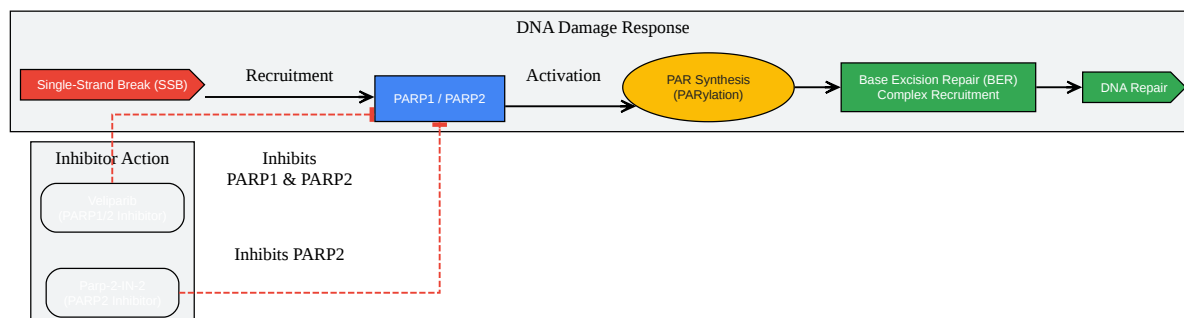 DNA Damage Response
Single-Strand Break (SSB)
Recruitment
PARP1 / PARP2
Activation
PAR Synthesis
(PARylation)
Base Excision Repair (BER)
Complex Recruitment
DNA Repair
Inhibitor Action
Veliparib
(PARP1/2 Inhibitor)
Inhibits
PARP1 & PARP2
Inhibits PARP2
Parp-2-IN-2
(PARP2 Inhibitor)